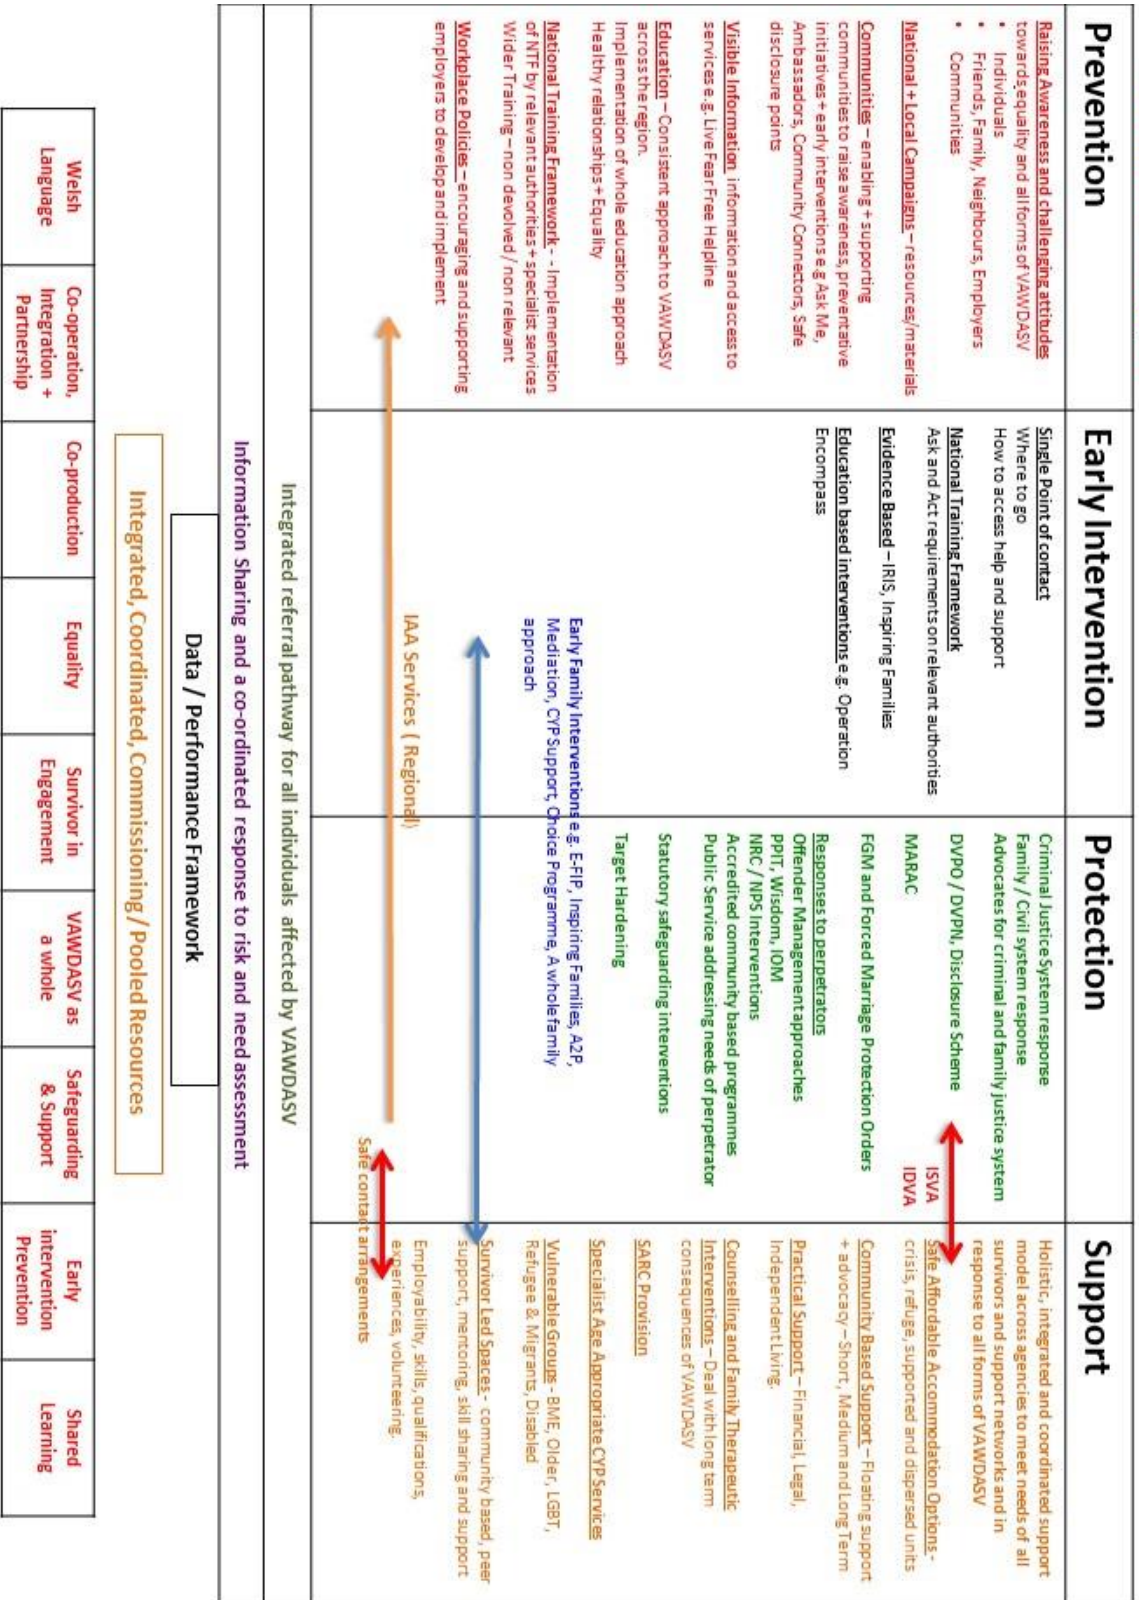 Prevention
Raising Awareness and challenging attitudes
towards equality and all forms of VAWDASV
• Individuals
• Friends, Family, Neighbours, Employers
• Communities
National + Local Campaigns – resources/materials
Communities – enabling + supporting
communities to raise awareness, preventative
initiatives + early interventions e.g Ask Me,
Ambassadors, Community Connectors, Safe
disclosure points
Visible Information information and access to
services e.g. Live Fear Free Helpline
Education – Consistent approach to VAWDASV
across the region.
Implementation of whole education approach
Healthy relationships + Equality
National Training Framework - - Implementation
of NTF by relevant authorities + specialist services
Wider Training – non devolved / non relevant
Workplace Policies – encouraging and supporting
employers to develop and implement
Early Intervention
Single Point of contact
Where to go
How to access help and support
National Training Framework
Ask and Act requirements on relevant authorities
Evidence Based – IRIS, Inspiring Families
Education based interventions e.g. Operation
Encompass
Early Family Interventions e.g. E-FIP, Inspiring Families, A2P,
Mediation, CYP Support, Choice Programme, A whole family
approach
IAA Services ( Regional)
Protection
Criminal Justice System response
Family / Civil system response
Advocates for criminal and family justice system
DVPO / DVPN, Disclosure Scheme
MARAC
ISVA
IDVA
FGM and Forced Marriage Protection Orders
Responses to perpetrators
Offender Management approaches
PPIT, Wisdom, IOM
NRC / NPS Interventions
Accredited community based programmes
Public Service addressing needs of perpetrator
Statutory safeguarding interventions
Target Hardening
Safe contact arrangements
Support
Holistic, integrated and coordinated support
model across agencies to meet needs of all
survivors and support networks and in
response to all forms of VAWDASV
Safe Affordable Accommodation Options -
crisis, refuge, supported and dispersed units
Community Based Support – Floating support
+ advocacy – Short, Medium and Long Term
Practical Support – Financial, Legal,
Independent Living,
Counselling and Family Therapeutic
Interventions – Deal with long term
consequences of VAWDASV
SARC Provision
Specialist Age Appropriate CYP Services
Vulnerable Groups - BME, Older, LGBT,
Refugee & Migrants, Disabled
Survivor Led Spaces - community based, peer
support, mentoring, skill sharing and support
Employability, skills, qualifications,
experiences, volunteering.
Integrated referral pathway for all individuals affected by VAWDASV
Information Sharing and a co-ordinated response to risk and need assessment
Data / Performance Framework
Integrated, Coordinated, Commissioning / Pooled Resources
Welsh
Language
Co-operation,
Integration +
Partnership
Co-production
Equality
Survivor in
Engagement
VAWDASV as
a whole
Safeguarding
& Support
Early
intervention
Prevention
Shared
Learning